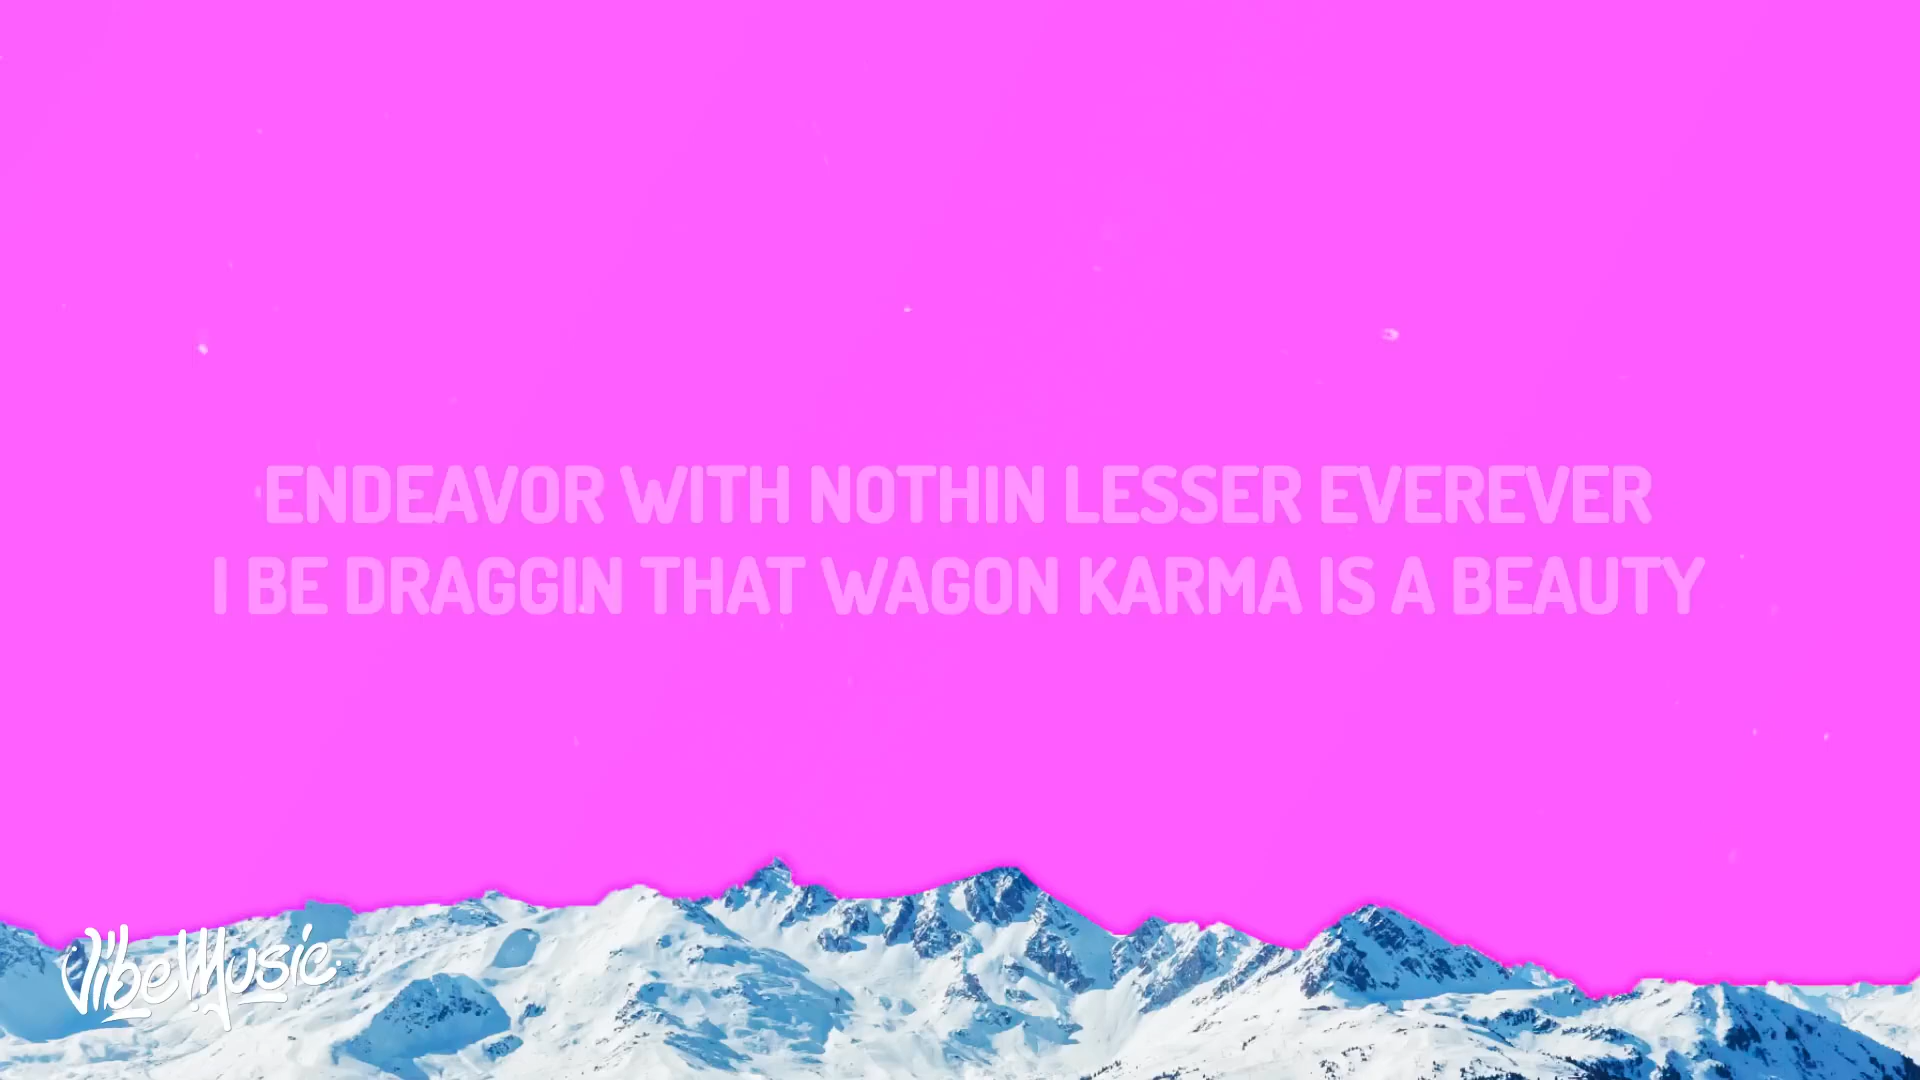 ENDEAVOR WITH NOTHIN LESSER EVEREVER
I BE DRAGGIN THAT WAGON KARMA IS A BEAUTY
VibeMusic